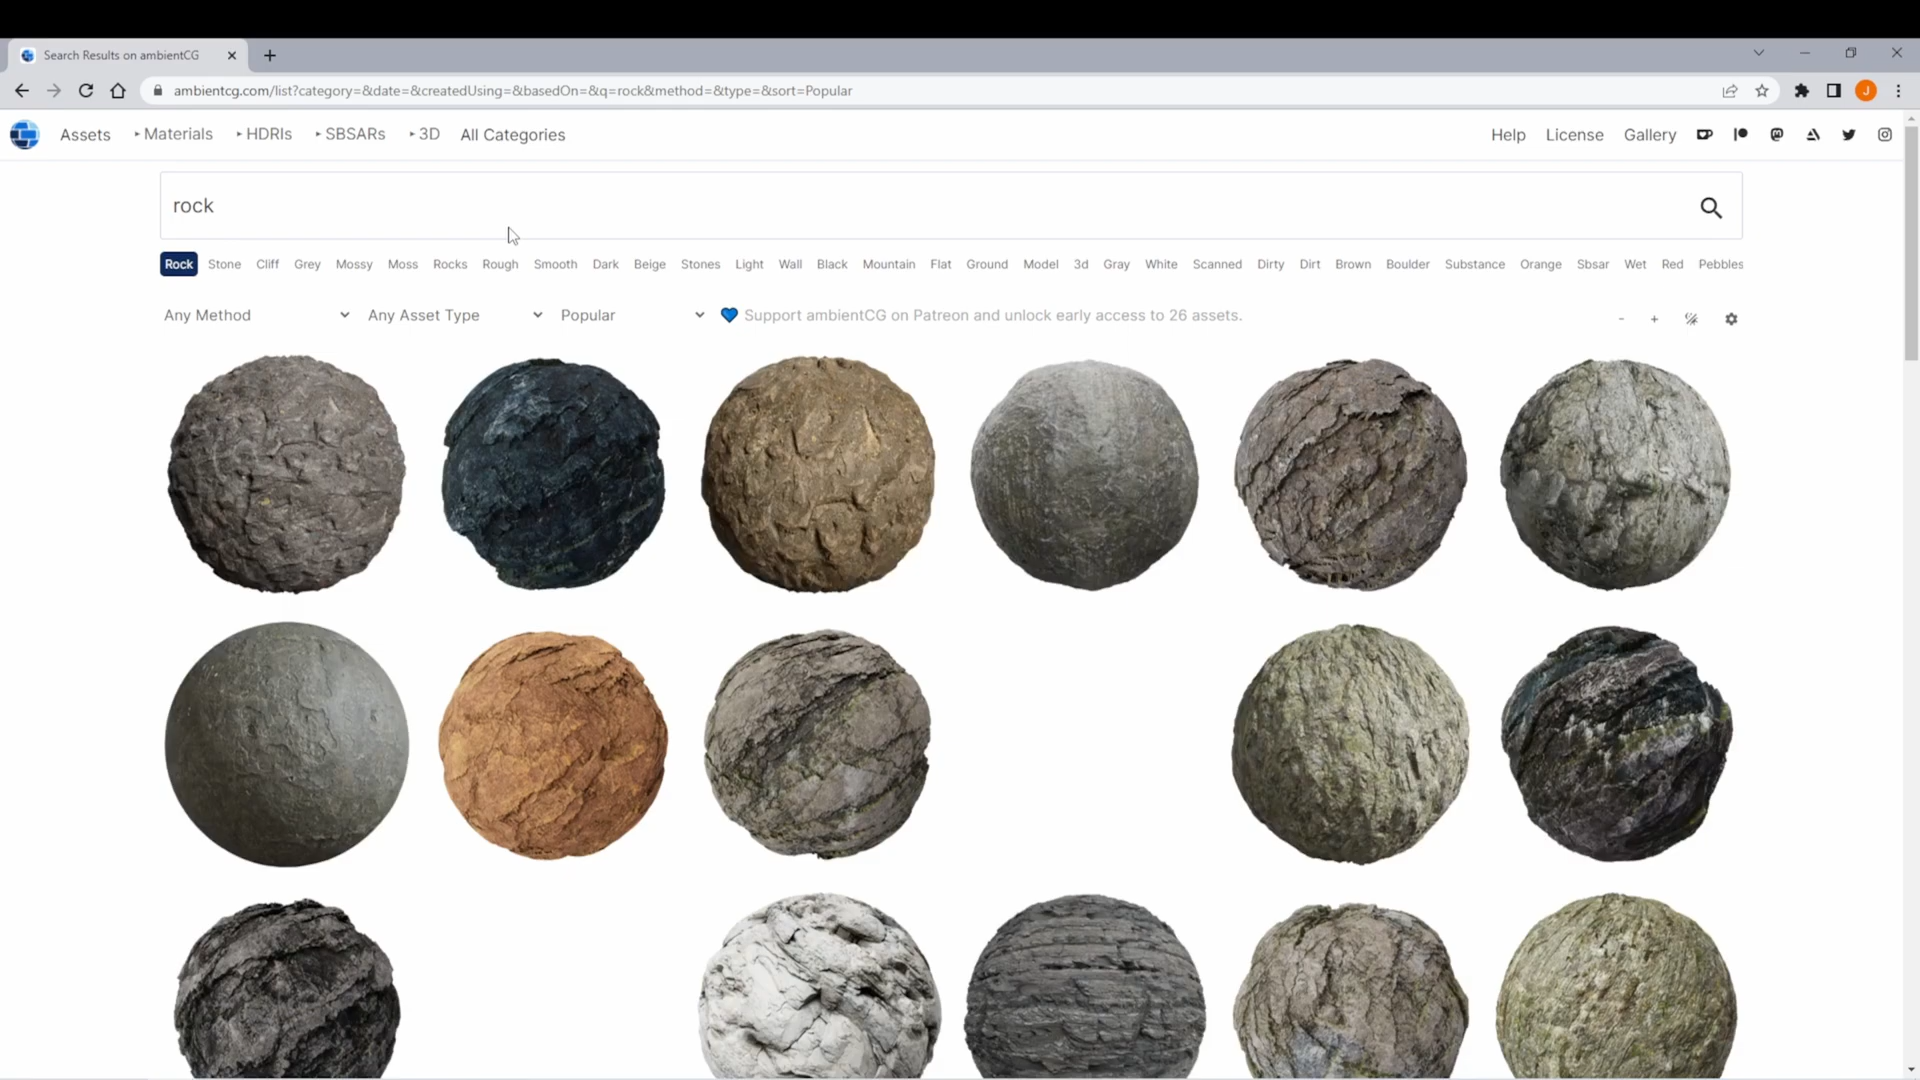 Search Results on ambientCG
ambientcg.com/list?category=&date=&createdUsing=&basedOn=&q=rock&method=&type=&sort=Popular
J
Assets Materials HDRIs SBSARs 3D All Categories Help License Gallery
rock
Rock Stone Cliff Grey Mossy Moss Rocks Rough Smooth Dark Beige Stones Light Wall Black Mountain Flat Ground Model 3d Gray White Scanned Dirty Dirt Brown Boulder Substance Orange Sbsar Wet Red Pebbles
Any Method Any Asset Type Popular Support ambientCG on Patreon and unlock early access to 26 assets. - +